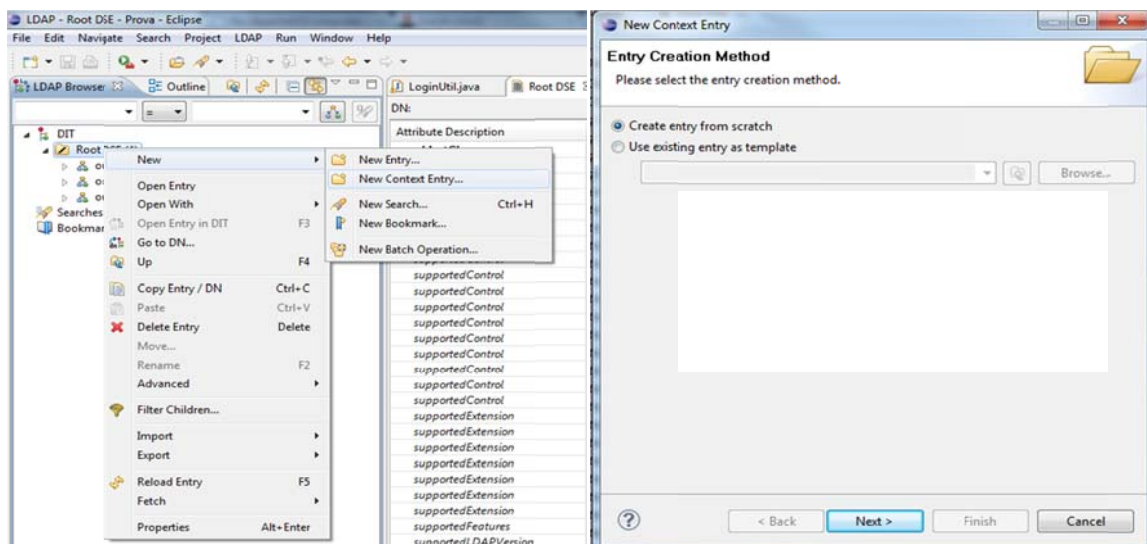 LDAP - Root DSE - Prova - Eclipse
File Edit Navigate Search Project LDAP Run Window Help
LDAP Browser
Outline
LoginUtil.java
Root DSE
=
DN:
Attribute Description
DIT
Root
Searches
New
Open Entry
Open With
Open Entry in DIT F3
Go to DN...
Up F4
Copy Entry / DN Ctrl+C
Paste Ctrl+V
Delete Entry Delete
Move...
Rename F2
Advanced
Filter Children...
Import
Export
Reload Entry F5
Fetch
Properties Alt+Enter
New Entry...
New Context Entry...
New Search... Ctrl+H
New Bookmark...
New Batch Operation...
supportedControl
supportedControl
supportedControl
supportedControl
supportedControl
supportedControl
supportedControl
supportedControl
supportedControl
supportedControl
supportedExtension
supportedExtension
supportedExtension
supportedExtension
supportedExtension
supportedExtension
supportedExtension
supportedFeatures
supportedLDAPVersion
New Context Entry
Entry Creation Method
Please select the entry creation method.
Create entry from scratch
Use existing entry as template
Browse...
?
< Back
Next >
Finish
Cancel